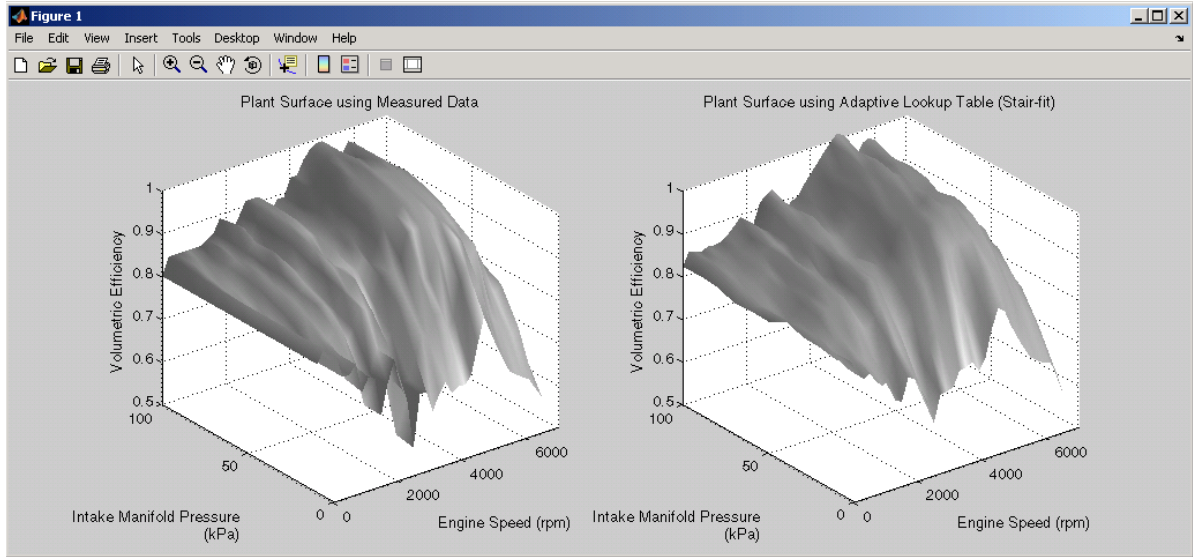 Figure 1
File Edit View Insert Tools Desktop Window Help
Plant Surface using Measured Data
1
0.9
0.8
0.7
0.6
0.5
Volumetric Efficiency
100
50
0
Intake Manifold Pressure
(kPa)
0
2000
4000
6000
Engine Speed (rpm)
Plant Surface using Adaptive Lookup Table (Stair-fit)
1
0.9
0.8
0.7
0.6
0.5
Volumetric Efficiency
100
50
0
Intake Manifold Pressure
(kPa)
0
2000
4000
6000
Engine Speed (rpm)